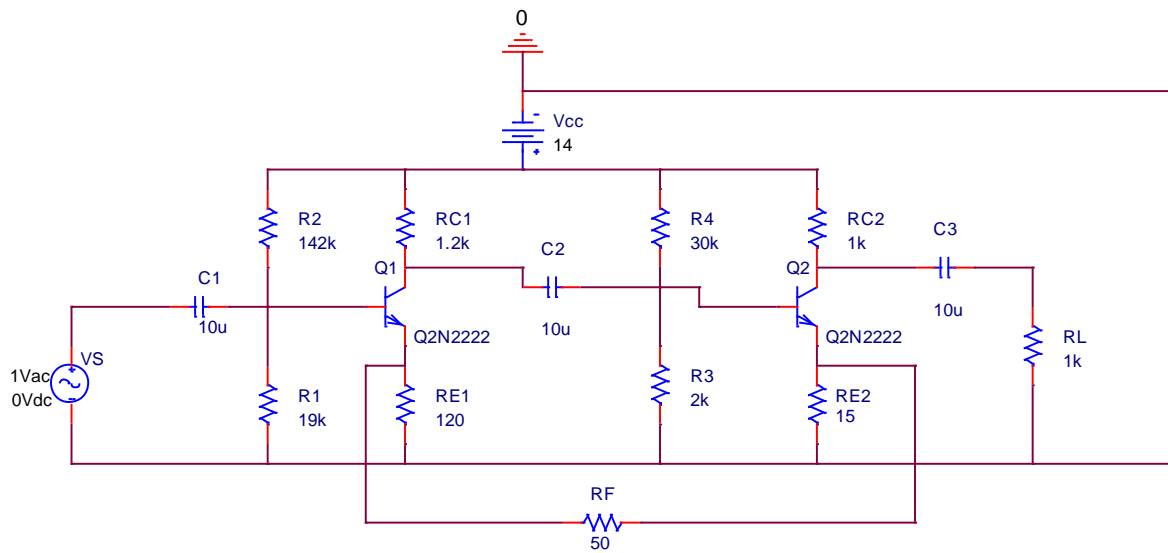 0
-
Vcc
14
+
R2
142k
RC1
1.2k
R4
30k
RC2
1k
C3
10u
C2
10u
Q1
Q2N2222
Q2
Q2N2222
C1
10u
VS
1Vac
0Vdc
+
-
R1
19k
RE1
120
R3
2k
RE2
15
RL
1k
RF
50